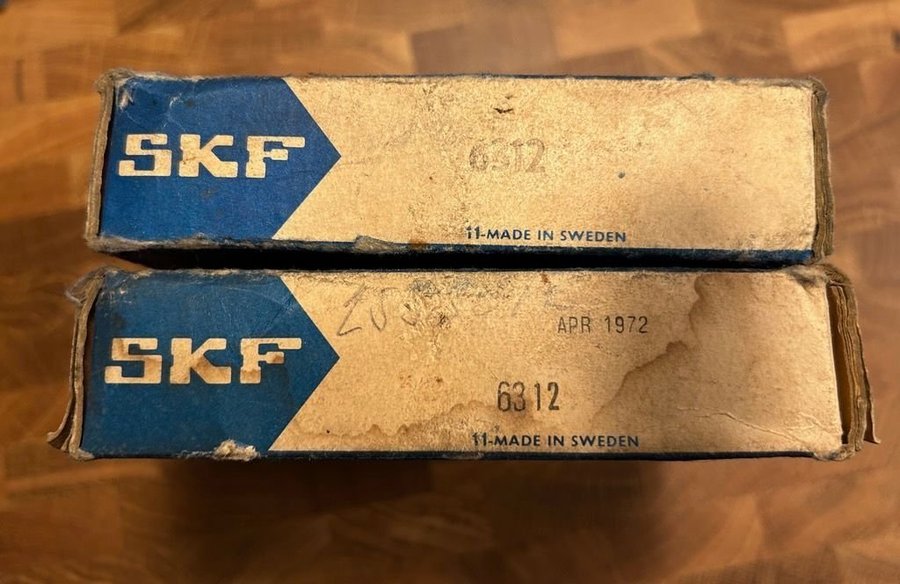 SKF
6312
11-MADE IN SWEDEN
SKF
APR 1972
6312
11-MADE IN SWEDEN